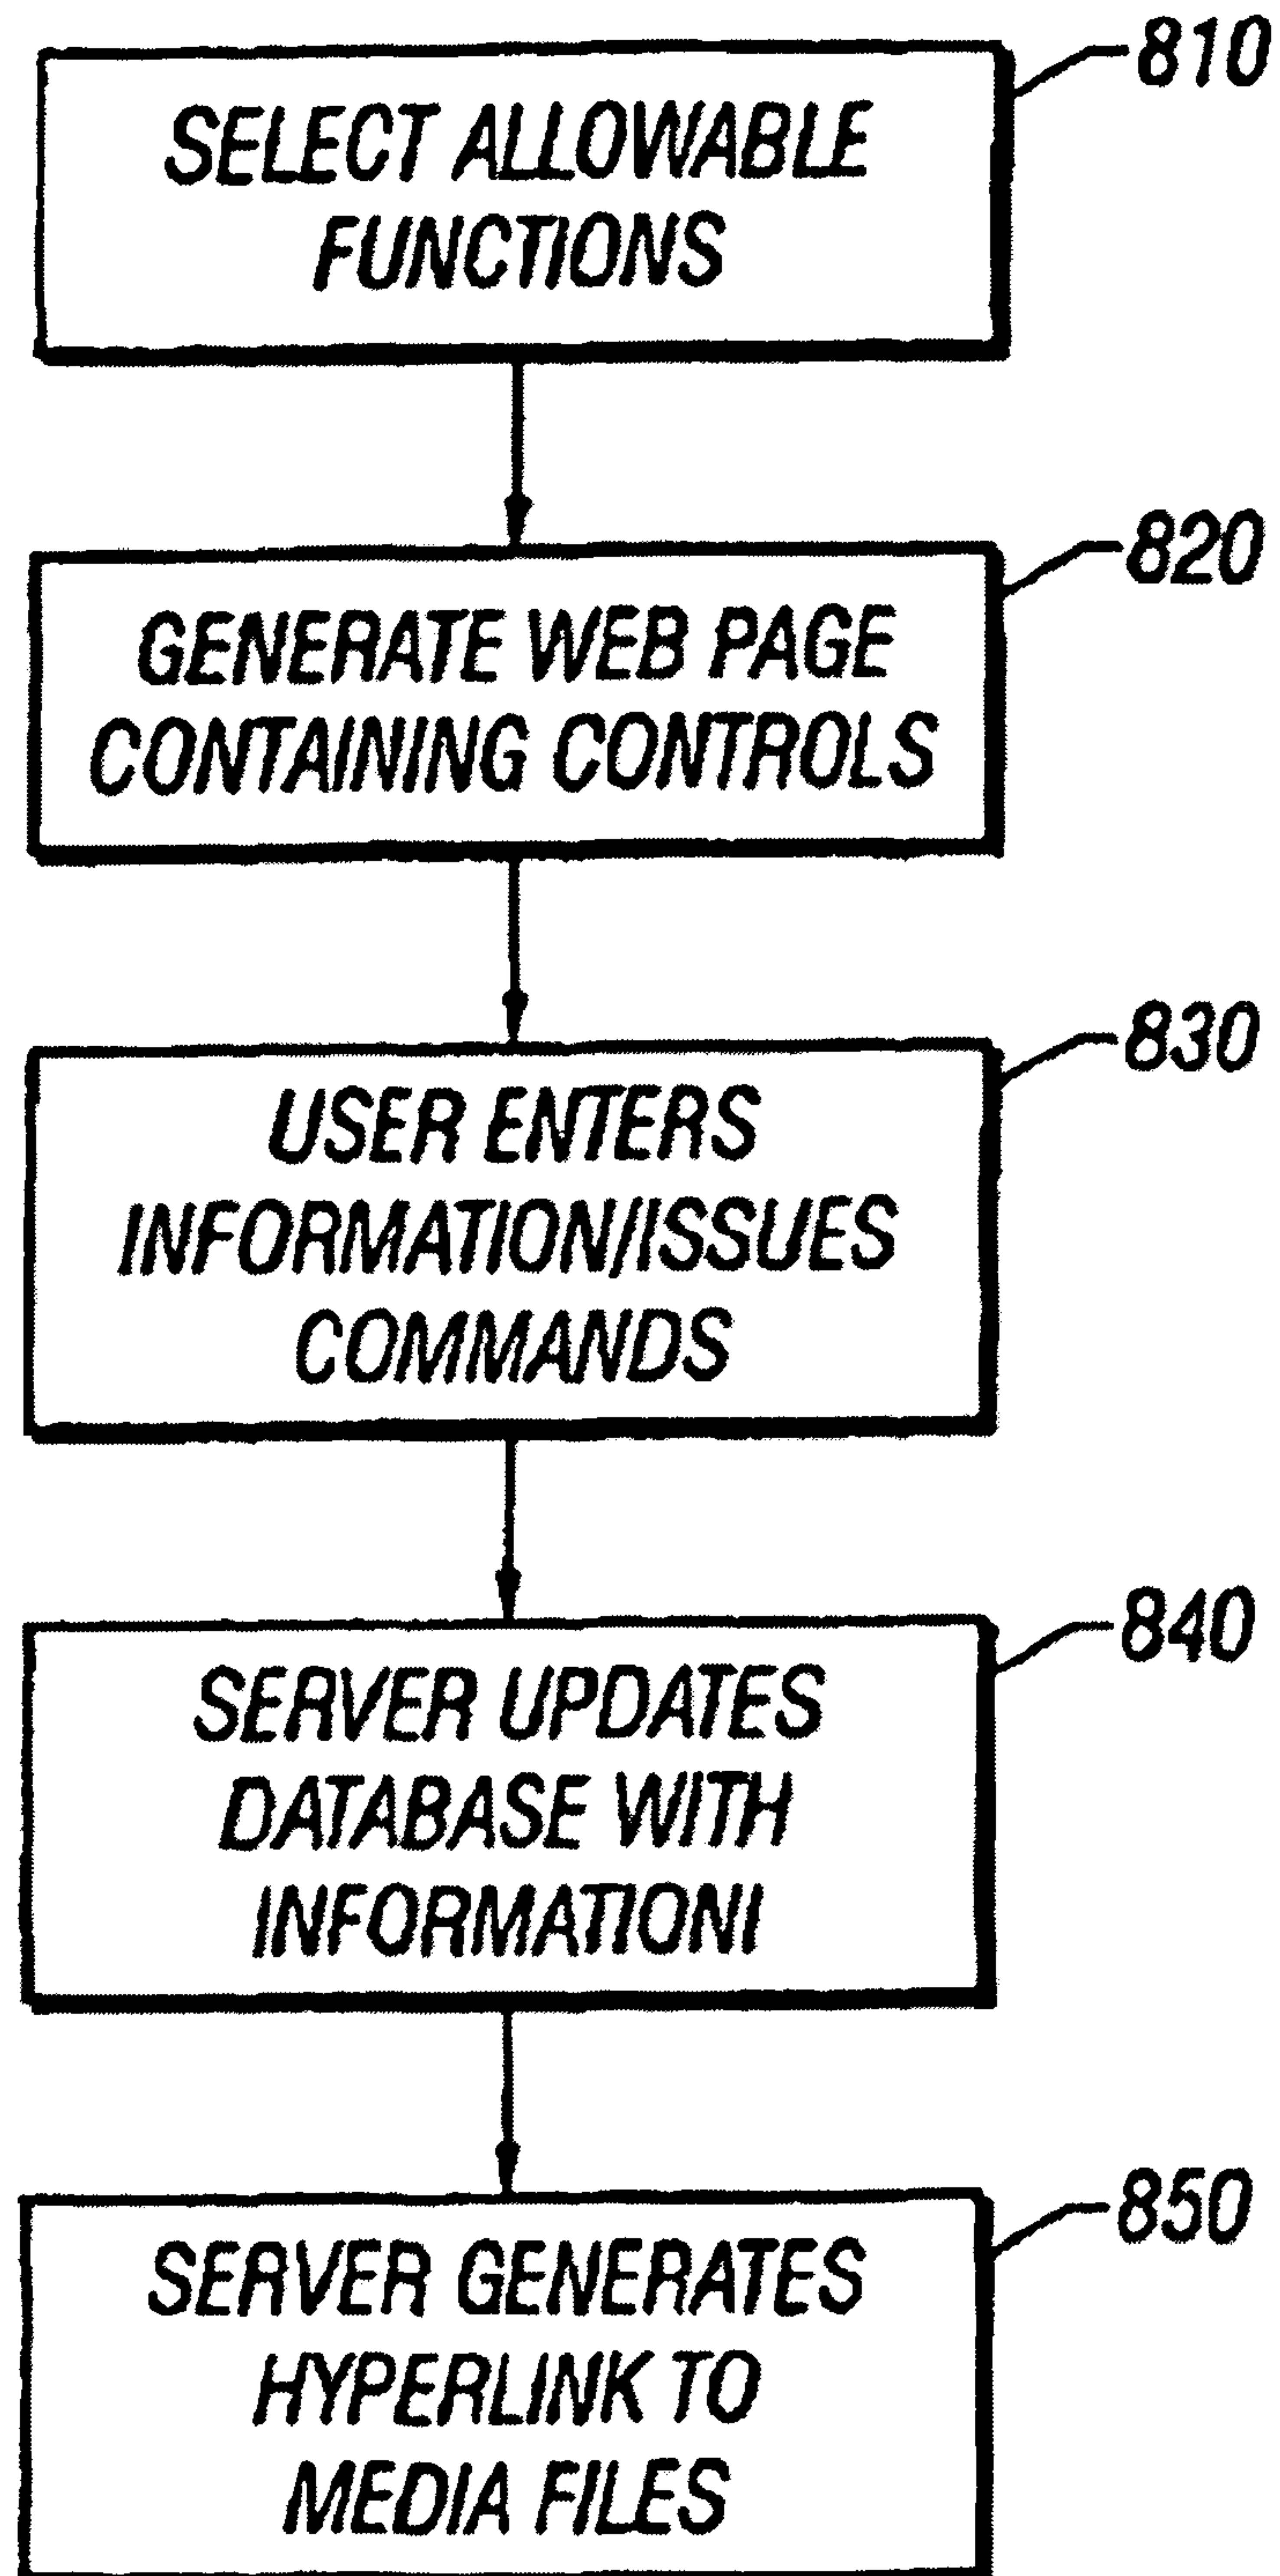 810
SELECT ALLOWABLE
FUNCTIONS
820
GENERATE WEB PAGE
CONTAINING CONTROLS
830
USER ENTERS
INFORMATION/ISSUES
COMMANDS
840
SERVER UPDATES
DATABASE WITH
INFORMATIONI
850
SERVER GENERATES
HYPERLINK TO
MEDIA FILES